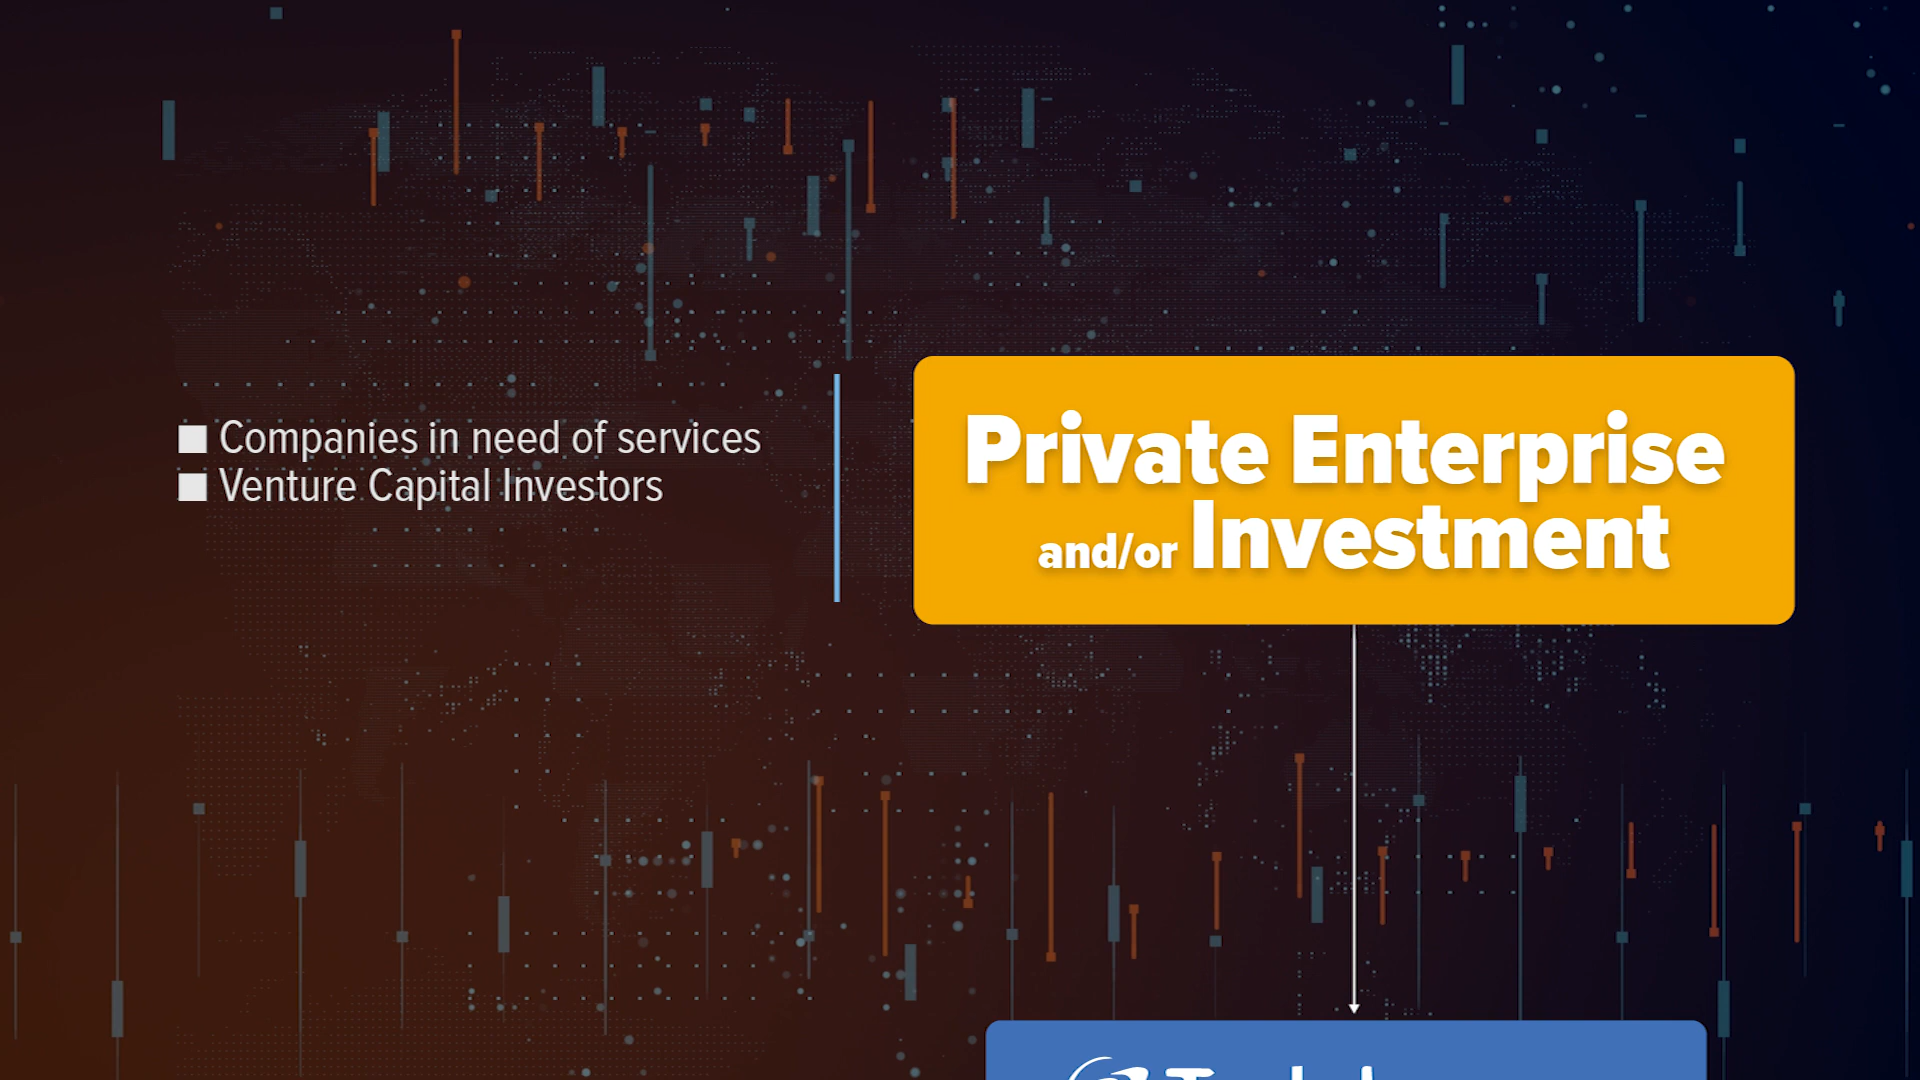 ■ Companies in need of services
■ Venture Capital Investors
Private Enterprise
and/or Investment